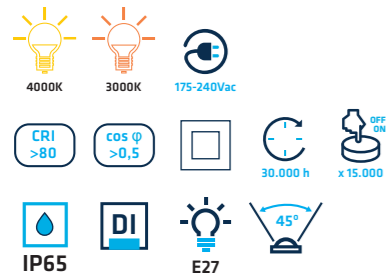 4000K
3000K
175-240Vac
CRI
>80
cos φ
>0,5
30.000 h
OFF
ON
x 15.000
IP65
DI
E27
45°